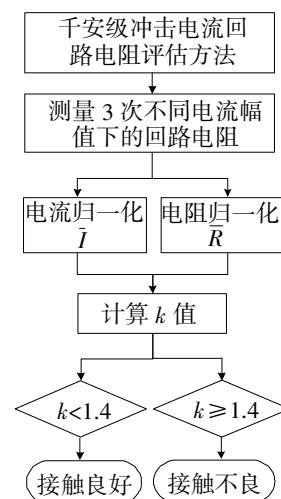 千安级冲击电流回
路电阻评估方法
测量 3 次不同电流幅
值下的回路电阻
电流归一化
Ī
电阻归一化
R̅
计算 k 值
k<1.4
k≥1.4
接触良好
接触不良